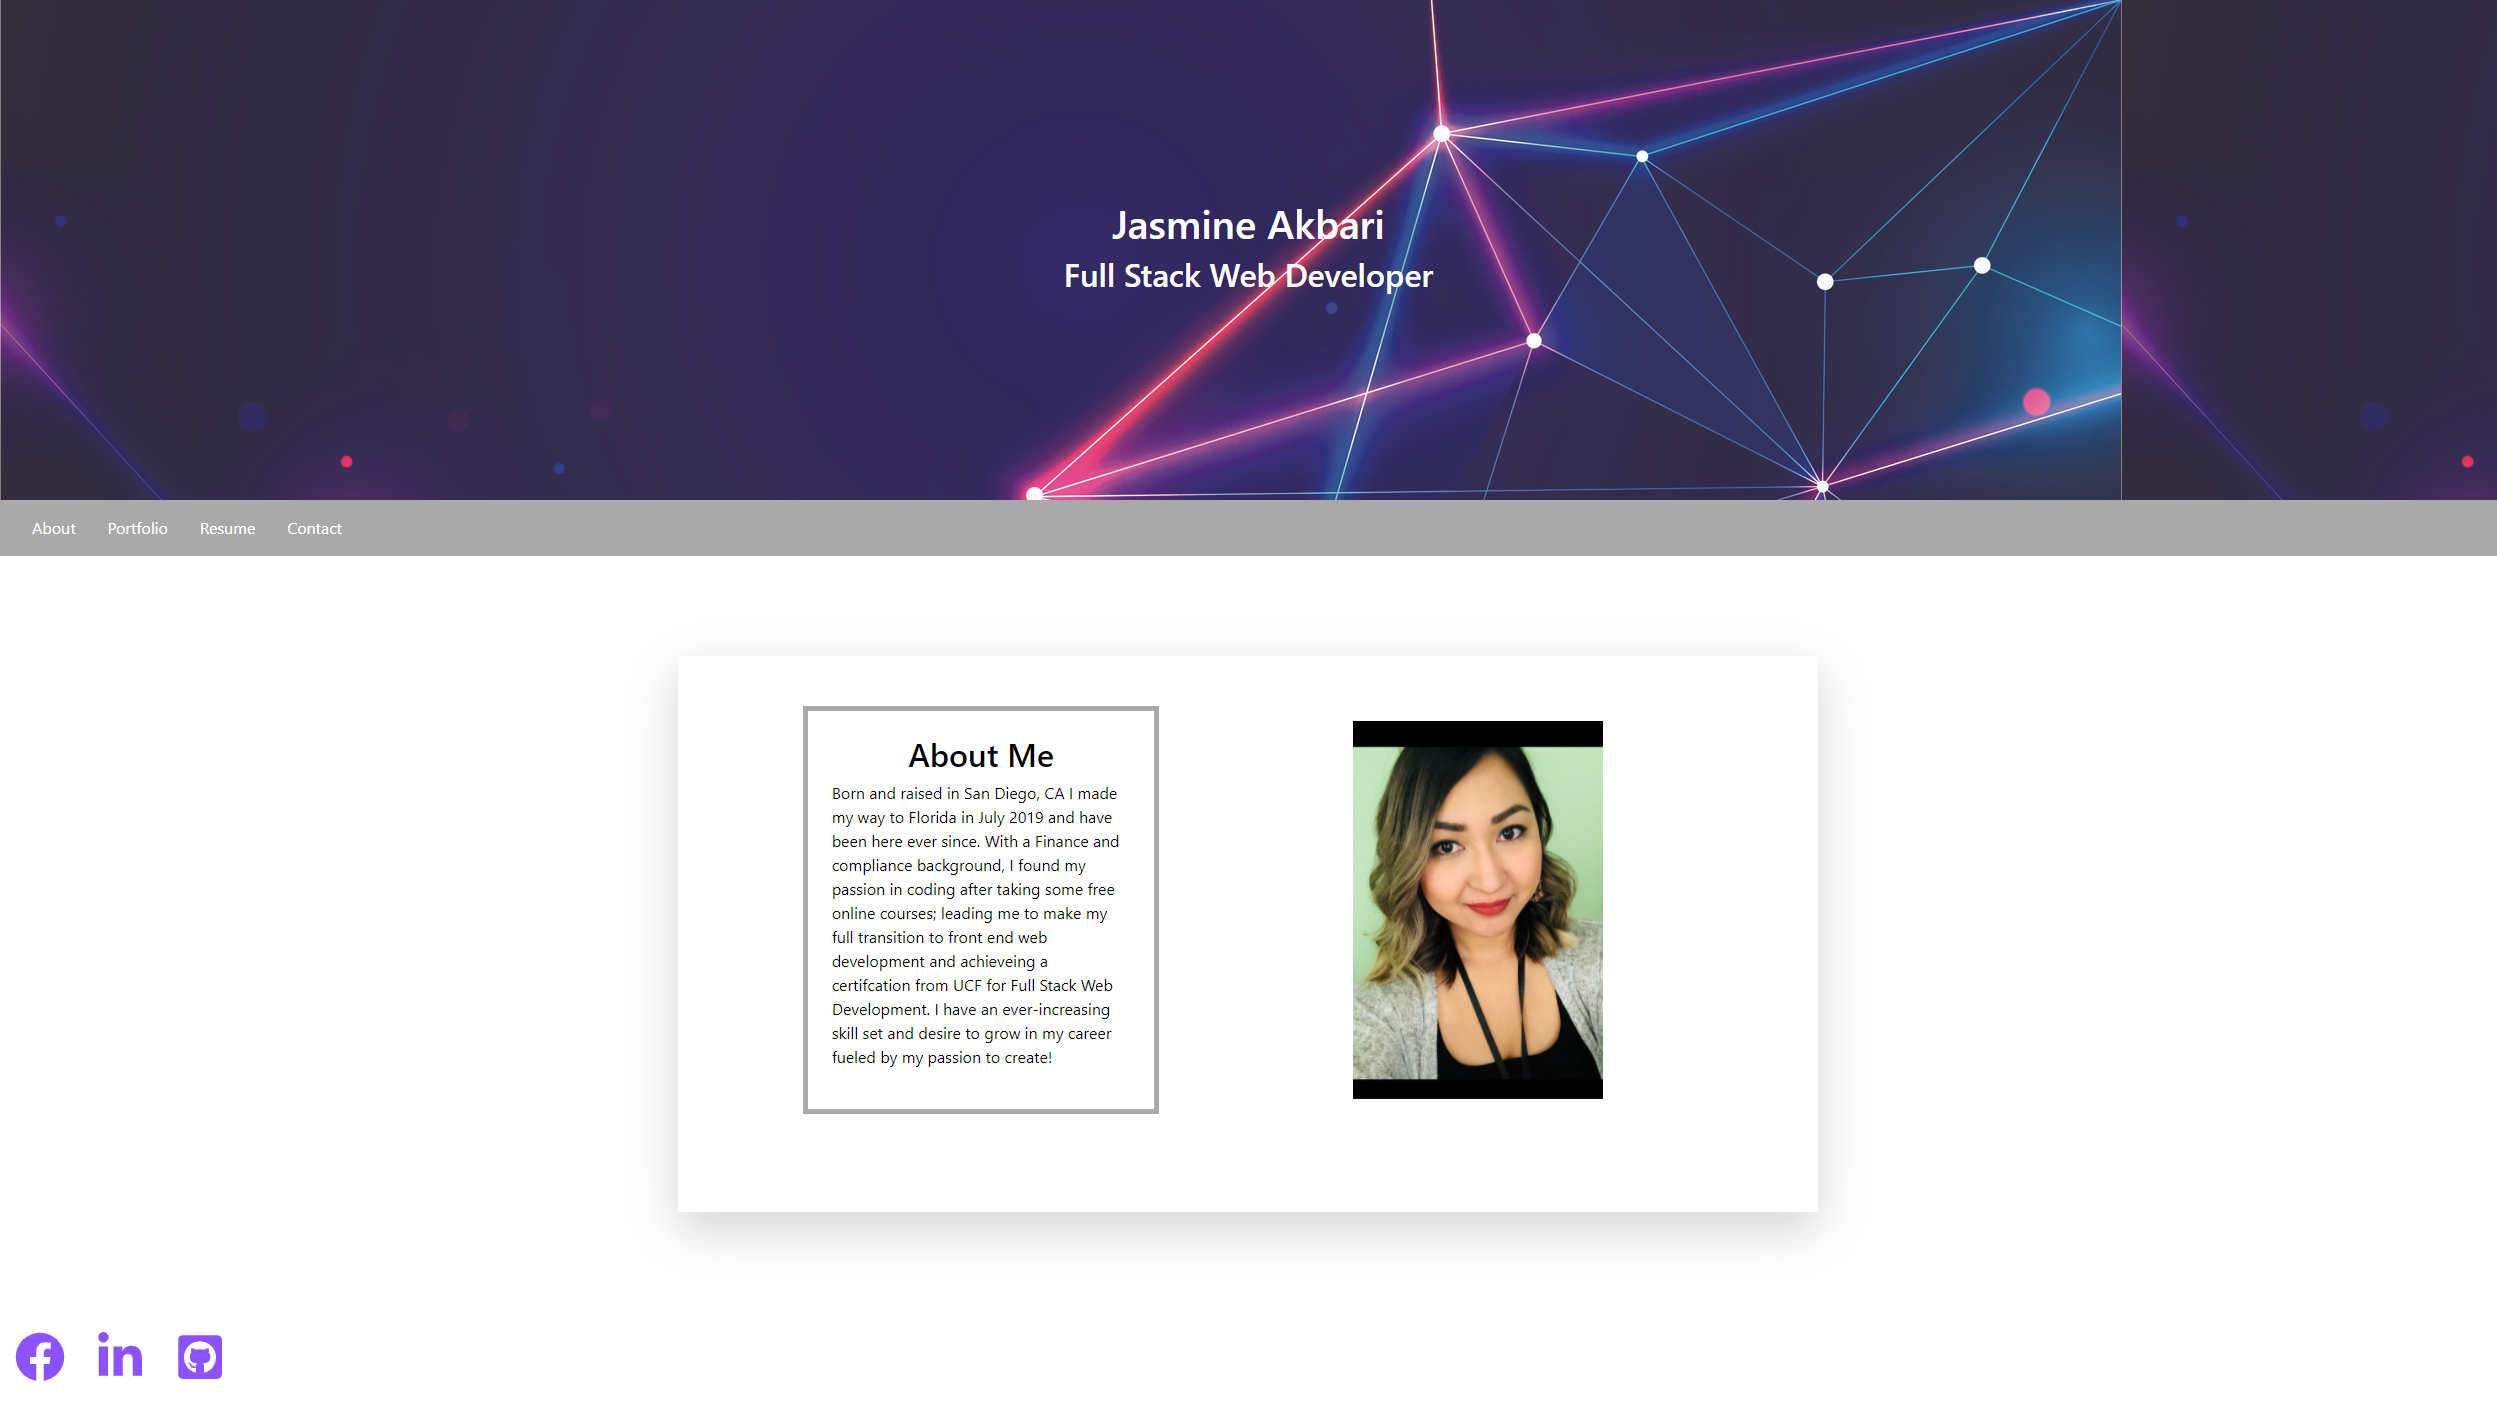 Jasmine Akbari
Full Stack Web Developer
About
Portfolio
Resume
Contact
About Me
Born and raised in San Diego, CA I made
my way to Florida in July 2019 and have
been here ever since. With a Finance and
compliance background, I found my
passion in coding after taking some free
online courses; leading me to make my
full transition to front end web
development and achieveing a
certifcation from UCF for Full Stack Web
Development. I have an ever-increasing
skill set and desire to grow in my career
fueled by my passion to create!
in